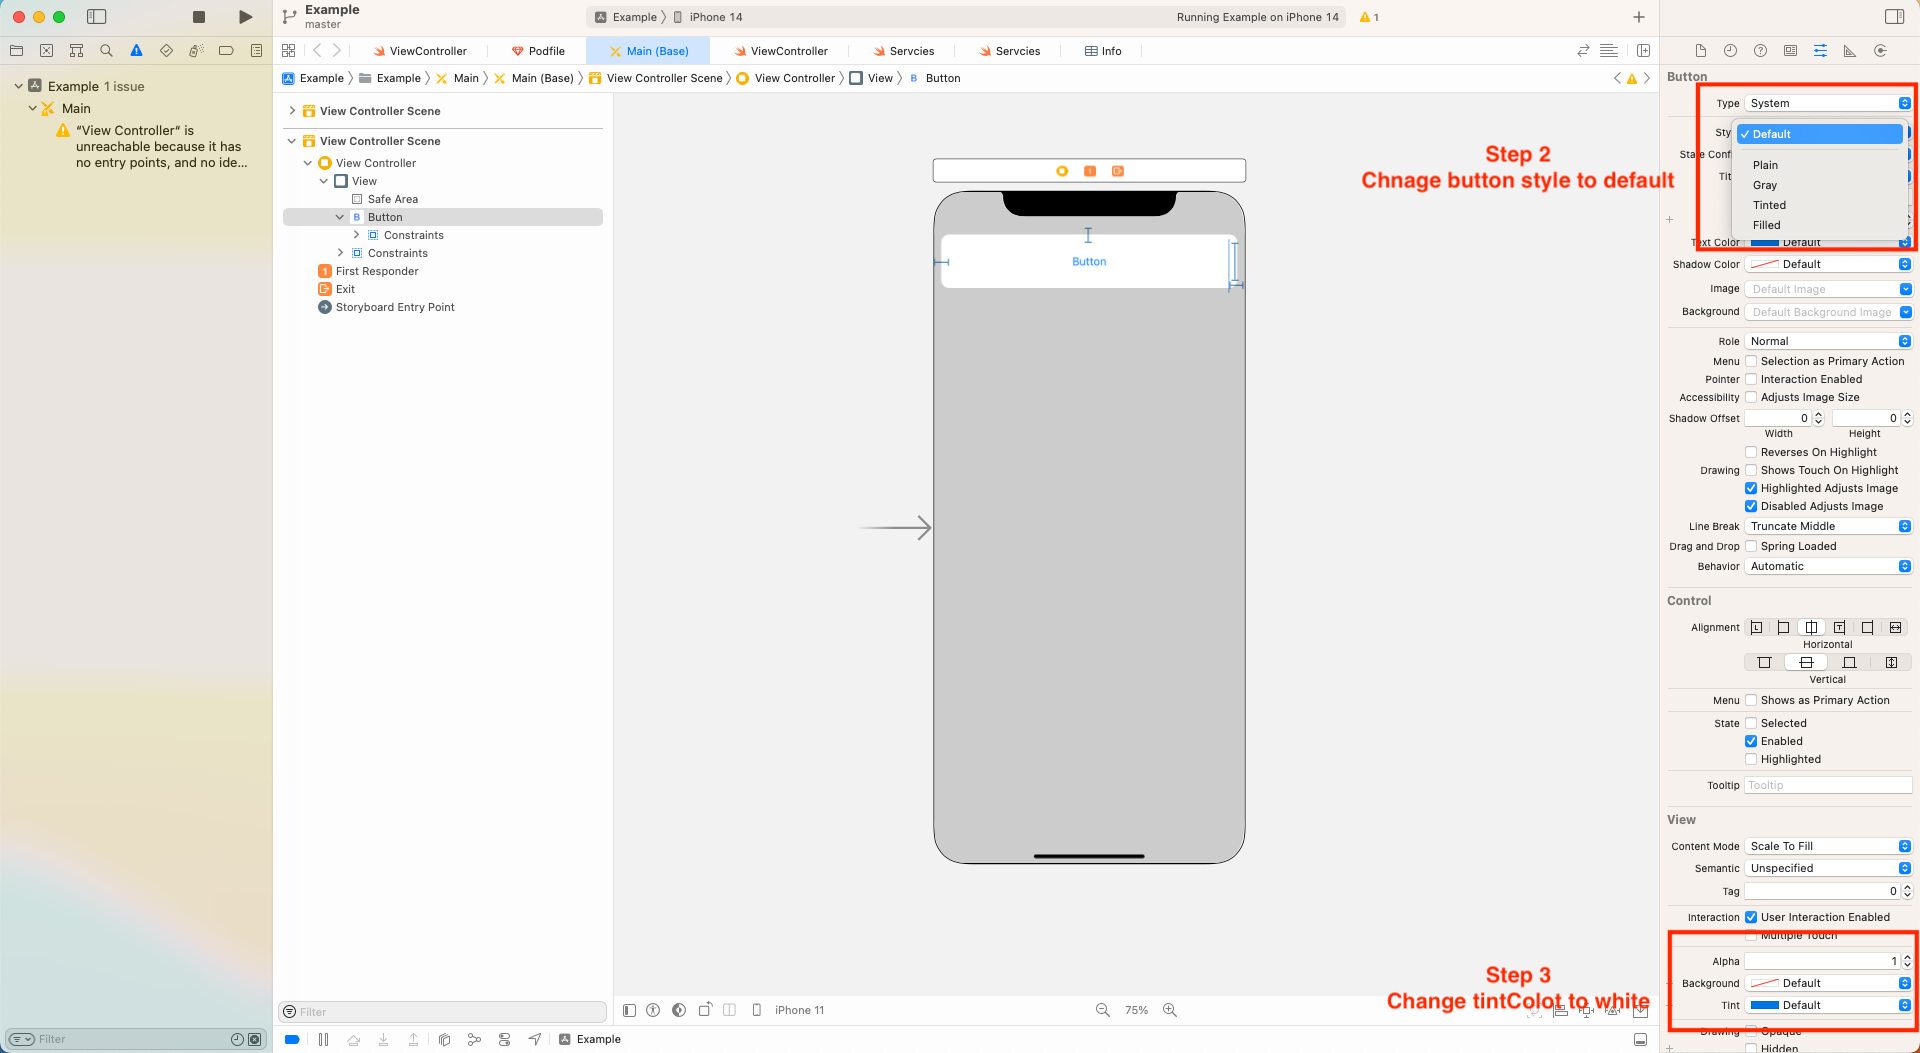 Example
master
Example
iPhone 14
Running Example on iPhone 14
1
ViewController
Podfile
Main (Base)
ViewController
Servcies
Servcies
Info
Example
Example
Main
Main (Base)
View Controller Scene
View Controller
View
B Button
Example 1 issue
Main
"View Controller" is
unreachable because it has
no entry points, and no ide...
Filter
View Controller Scene
View Controller Scene
View Controller
View
Safe Area
B Button
Constraints
Constraints
1 First Responder
Exit
Storyboard Entry Point
Filter
1
Button
Step 2
Chnage button style to default
Step 3
Change tintColot to white
iPhone 11
75%
Example
Button
Type System
Sty
Default
State Confi
Plain
Tit
Gray
Tinted
Filled
Text Color Default
Shadow Color Default
Image Default Image
Background Default Background Image
Role Normal
Menu Selection as Primary Action
Pointer Interaction Enabled
Accessibility Adjusts Image Size
Shadow Offset 0 0
Width Height
Reverses On Highlight
Drawing Shows Touch On Highlight
Highlighted Adjusts Image
Disabled Adjusts Image
Line Break Truncate Middle
Drag and Drop Spring Loaded
Behavior Automatic
Control
Alignment
Horizontal
Vertical
Menu Shows as Primary Action
State Selected
Enabled
Highlighted
Tooltip Tooltip
View
Content Mode Scale To Fill
Semantic Unspecified
Tag 0
Interaction User Interaction Enabled
Multiple Touch
Alpha 1
Background Default
Tint Default
Drawing Opaque
Hidden